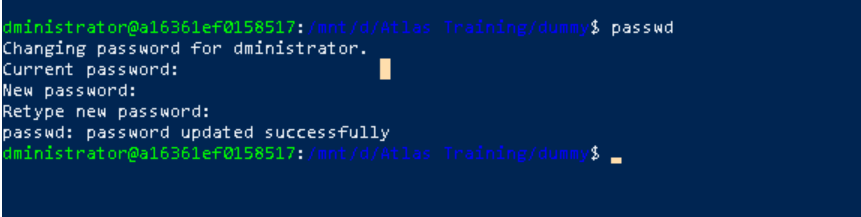 dministrator@a16361ef0158517:/mnt/d/Atlas Training/dummy$ passwd
Changing password for dministrator.
Current password:
New password:
Retype new password:
passwd: password updated successfully
dministrator@a16361ef0158517:/mnt/d/Atlas Training/dummy$